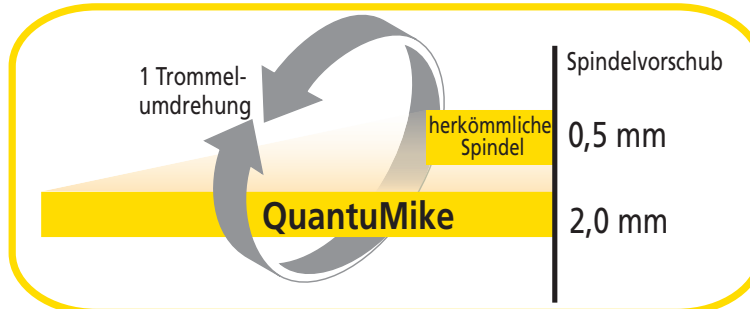 1 Trommel-
umdrehung
herkömmliche
Spindel
QuantuMike
Spindelvorschub
0,5 mm
2,0 mm